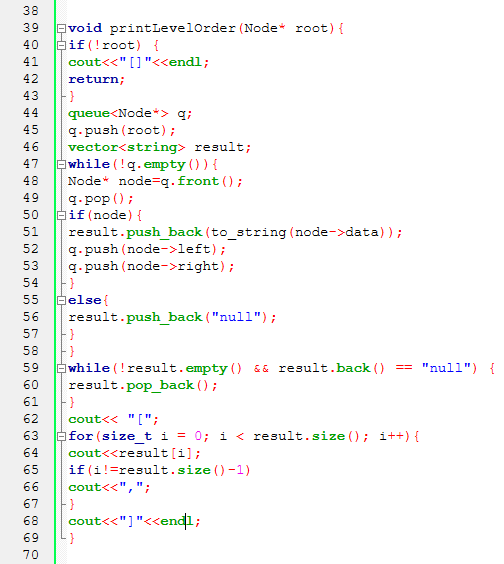 38
39 void printLevelOrder(Node* root){
40 if(!root) {
41 cout<<"[]"<<endl;
42 return;
43 }
44 queue<Node*> q;
45 q.push(root);
46 vector<string> result;
47 while(!q.empty()){
48 Node* node=q.front();
49 q.pop();
50 if(node){
51 result.push_back(to_string(node->data));
52 q.push(node->left);
53 q.push(node->right);
54 }
55 else{
56 result.push_back("null");
57 }
58 }
59 while(!result.empty() && result.back() == "null") {
60 result.pop_back();
61 }
62 cout<< "[";
63 for(size_t i = 0; i < result.size(); i++){
64 cout<<result[i];
65 if(i!=result.size()-1)
66 cout<<",";
67 }
68 cout<<"]"<<endl;
69 }
70